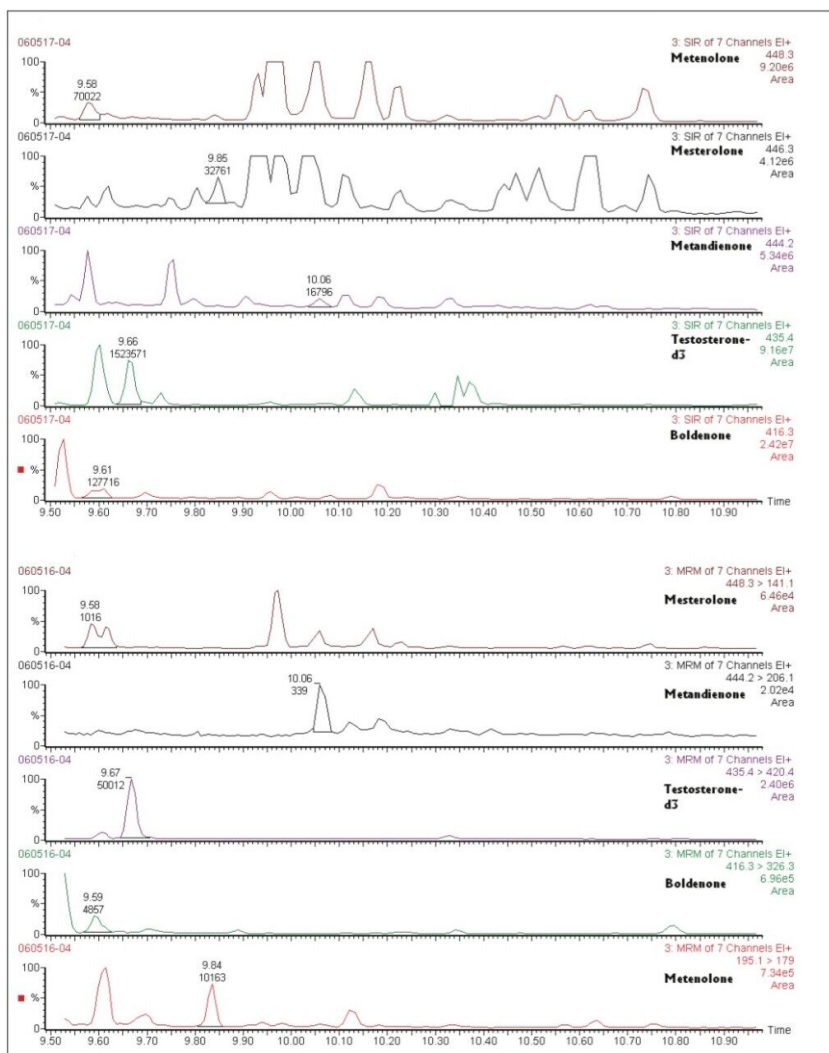 060517-04
3: SIR of 7 Channels EI+
Metenolone 448.3
9.20e6
Area
100
%
0
9.58
70022
060517-04
3: SIR of 7 Channels EI+
Mesterolone 446.3
4.12e6
Area
100
%
0
9.85
32761
060517-04
3: SIR of 7 Channels EI+
Metandienone 444.2
5.34e6
Area
100
%
0
10.06
16796
060517-04
3: SIR of 7 Channels EI+
Testosterone- 435.4
d3 9.16e7
Area
100
%
0
9.66
1523571
060517-04
3: SIR of 7 Channels EI+
Boldenone 416.3
2.42e7
Area
100
%
0
9.61
127716
Time
9.50 9.60 9.70 9.80 9.90 10.00 10.10 10.20 10.30 10.40 10.50 10.60 10.70 10.80 10.90
060516-04
3: MRM of 7 Channels EI+
448.3 > 141.1
Mesterolone 6.46e4
Area
100
%
0
9.58
1016
060516-04
3: MRM of 7 Channels EI+
444.2 > 206.1
Metandienone 2.02e4
Area
100
%
0
10.06
339
060516-04
3: MRM of 7 Channels EI+
435.4 > 420.4
Testosterone- 2.40e6
d3 Area
100
%
0
9.67
50012
060516-04
3: MRM of 7 Channels EI+
416.3 > 326.3
Boldenone 6.96e5
Area
100
%
0
9.59
4857
060516-04
3: MRM of 7 Channels EI+
195.1 > 179
Metenolone 7.34e5
Area
100
%
0
9.84
10163
Time
9.50 9.60 9.70 9.80 9.90 10.00 10.10 10.20 10.30 10.40 10.50 10.60 10.70 10.80 10.90